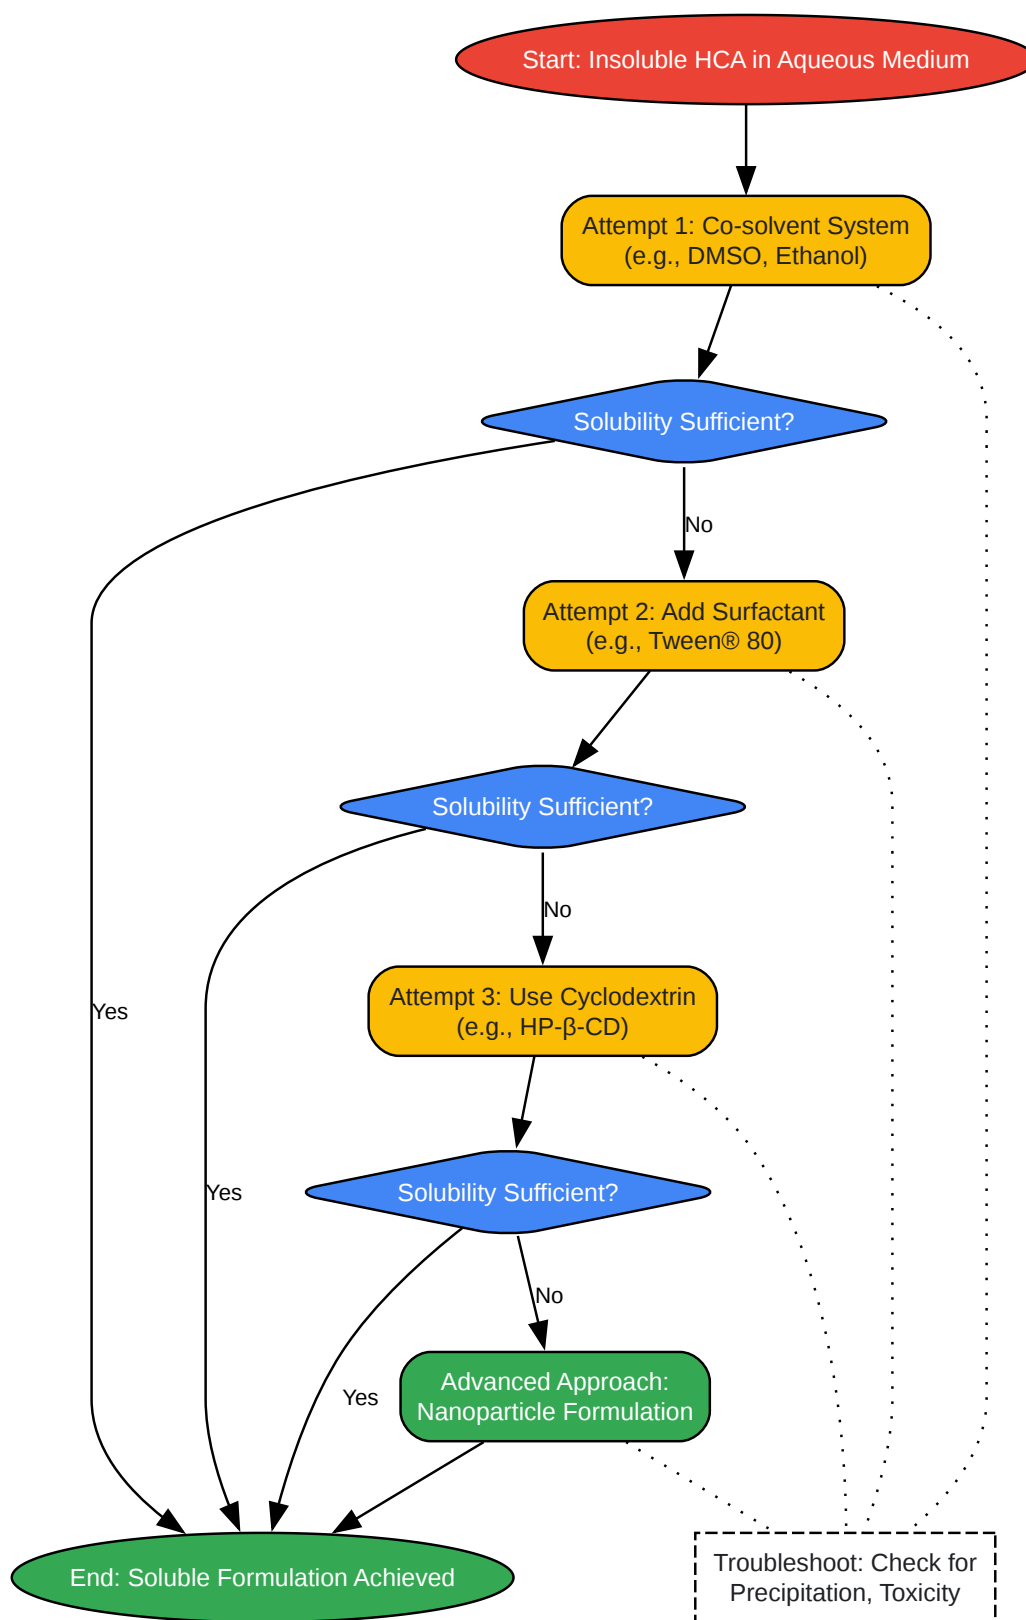 Start: Insoluble HCA in Aqueous Medium
Attempt 1: Co-solvent System
(e.g., DMSO, Ethanol)
Solubility Sufficient?
No
Attempt 2: Add Surfactant
(e.g., Tween® 80)
Solubility Sufficient?
No
Attempt 3: Use Cyclodextrin
(e.g., HP-β-CD)
Yes
Solubility Sufficient?
Yes
No
Advanced Approach:
Nanoparticle Formulation
Yes
End: Soluble Formulation Achieved
Troubleshoot: Check for
Precipitation, Toxicity